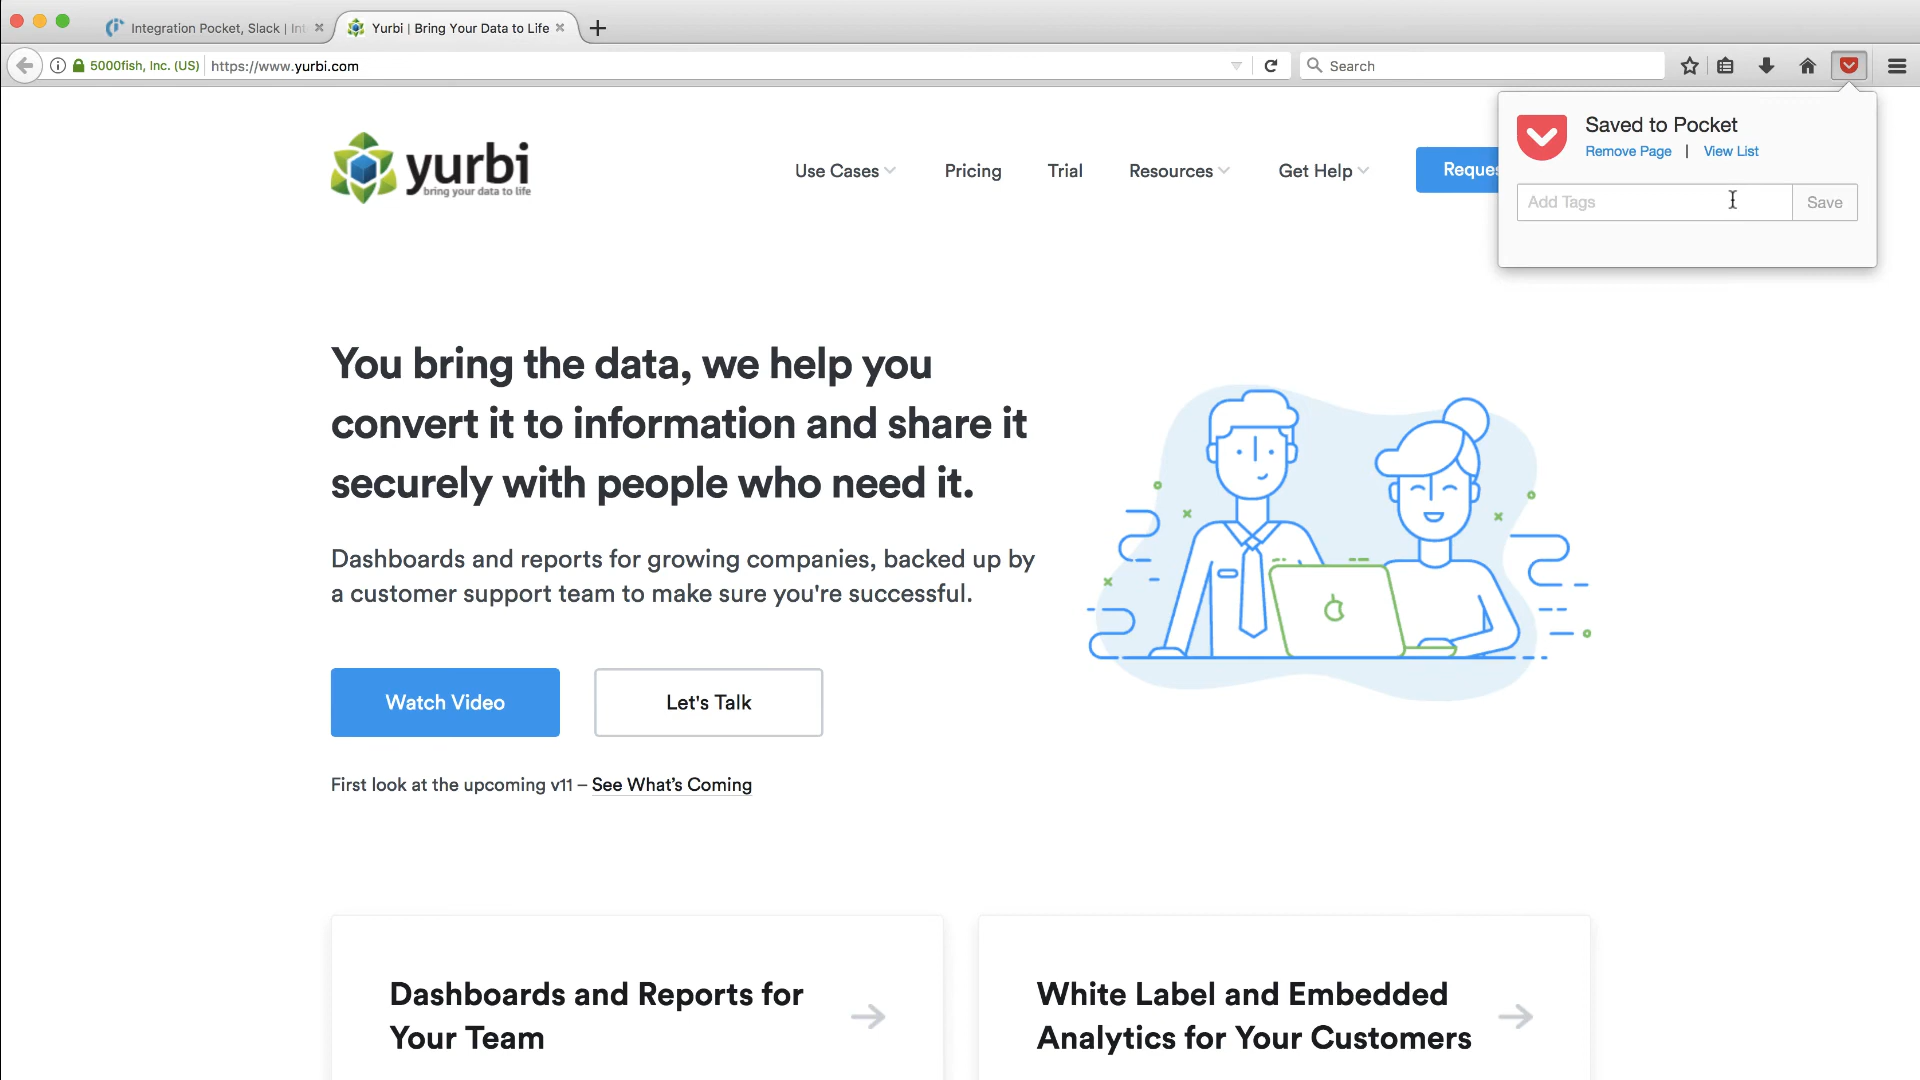 Integration Pocket, Slack | Int
Yurbi | Bring Your Data to Life
5000fish, Inc. (US)
https://www.yurbi.com
Search
yurbi
bring your data to life
Use Cases
Pricing
Trial
Resources
Get Help
Reques
Saved to Pocket
Remove Page | View List
Add Tags
Save
You bring the data, we help you
convert it to information and share it
securely with people who need it.
Dashboards and reports for growing companies, backed up by
a customer support team to make sure you're successful.
Watch Video
Let's Talk
First look at the upcoming v11 – See What's Coming
Dashboards and Reports for
Your Team
White Label and Embedded
Analytics for Your Customers